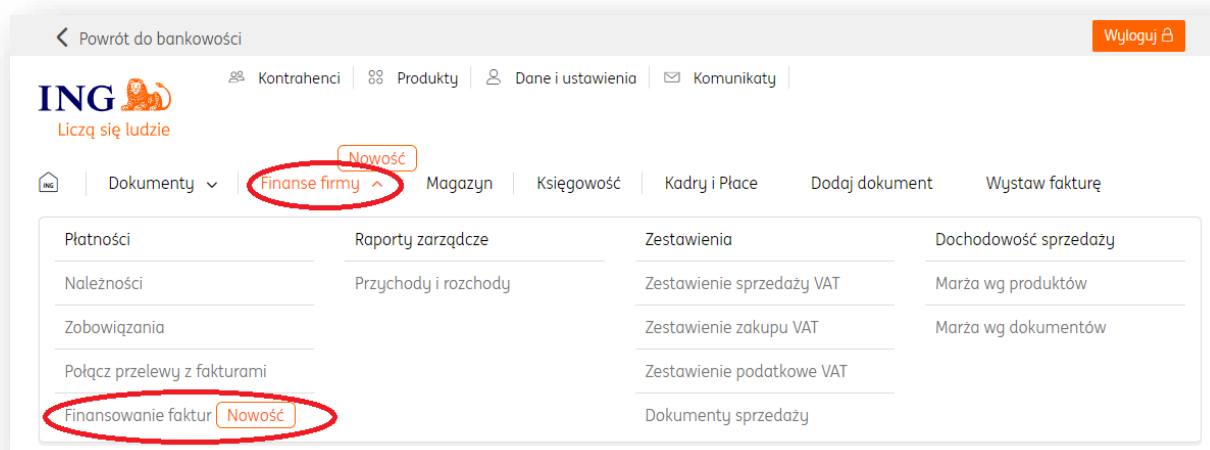 Powrót do bankowości
Wyloguj
Kontrahenci Produkty Dane i ustawienia Komunikaty
ING
Liczą się ludzie
Nowość
ING Dokumenty Finanse firmy Magazyn Księgowość Kadry i Płace Dodaj dokument Wystaw fakturę
Płatności Raporty zarządcze Zestawienia Dochodowość sprzedaży
Należności Przychody i rozchody Zestawienie sprzedaży VAT Marża wg produktów
Zobowiązania Zestawienie zakupu VAT Marża wg dokumentów
Połącz przelewy z fakturami Zestawienie podatkowe VAT
Finansowanie faktur Nowość Dokumenty sprzedaży